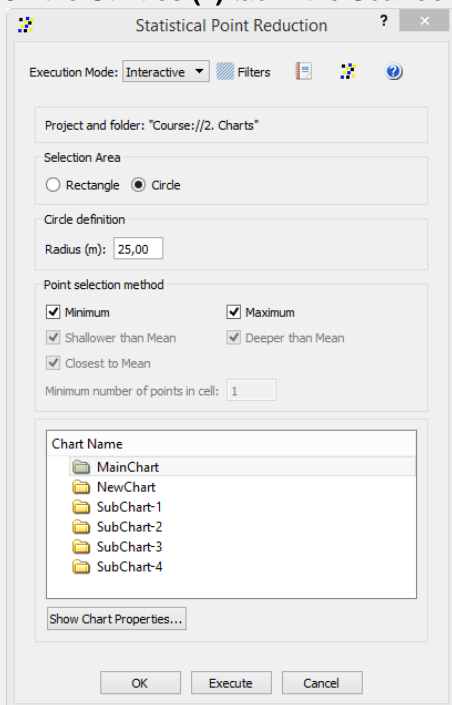 Statistical Point Reduction ?
Execution Mode: Interactive Filters
Project and folder: "Course://2. Charts"
Selection Area
Rectangle Circle
Circle definition
Radius (m): 25,00
Point selection method
Minimum Maximum
Shallower than Mean Deeper than Mean
Closest to Mean
Minimum number of points in cell: 1
Chart Name
MainChart
NewChart
SubChart-1
SubChart-2
SubChart-3
SubChart-4
Show Chart Properties...
OK Execute Cancel